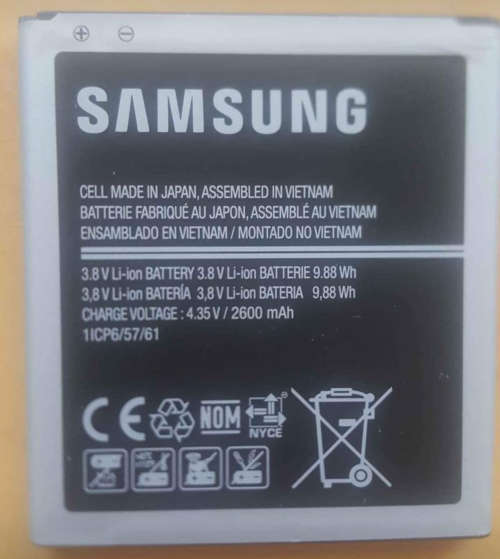 SAMSUNG
CELL MADE IN JAPAN, ASSEMBLED IN VIETNAM
BATTERIE FABRIQUÉ AU JAPON, ASSEMBLÉ AU VIETNAM
ENSAMBLADO EN VIETNAM / MONTADO NO VIETNAM
3.8 V Li-ion BATTERY 3.8 V Li-ion BATTERIE 9.88 Wh
3,8 V Li-ion BATERÍA 3,8 V Li-ion BATERIA 9,88 Wh
CHARGE VOLTAGE : 4.35 V / 2600 mAh
1ICP6/57/61
CE NOM NYCE